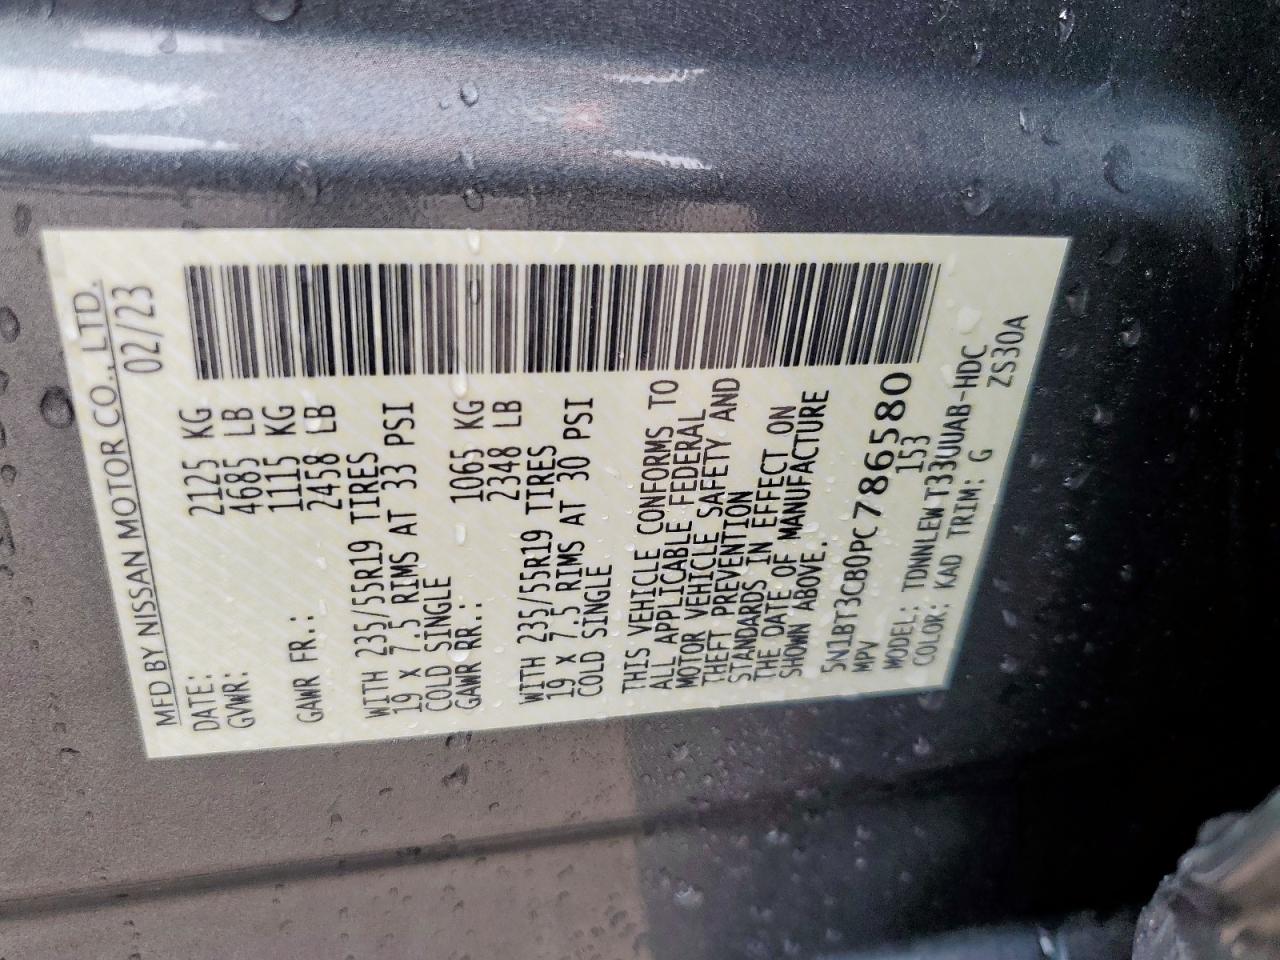 MFD BY NISSAN MOTOR CO., LTD.
DATE: 02/23
GVWR: 2125 KG
4685 LB
GAWR FR.: 1115 KG
2458 LB
WITH 235/55R19 TIRES
19 X 7.5 RIMS AT 33 PSI
COLD SINGLE
GAWR RR.: 1065 KG
2348 LB
WITH 235/55R19 TIRES
19 X 7.5 RIMS AT 30 PSI
COLD SINGLE
THIS VEHICLE CONFORMS TO
ALL APPLICABLE FEDERAL
MOTOR VEHICLE SAFETY AND
THEFT PREVENTION
STANDARDS IN EFFECT ON
THE DATE OF MANUFACTURE
SHOWN ABOVE.
5N1BT3CB0PC786580
MPV 153
MODEL: TDNNLEWT33UUAB-HDC
COLOR: KAD TRIM: G ZS30A